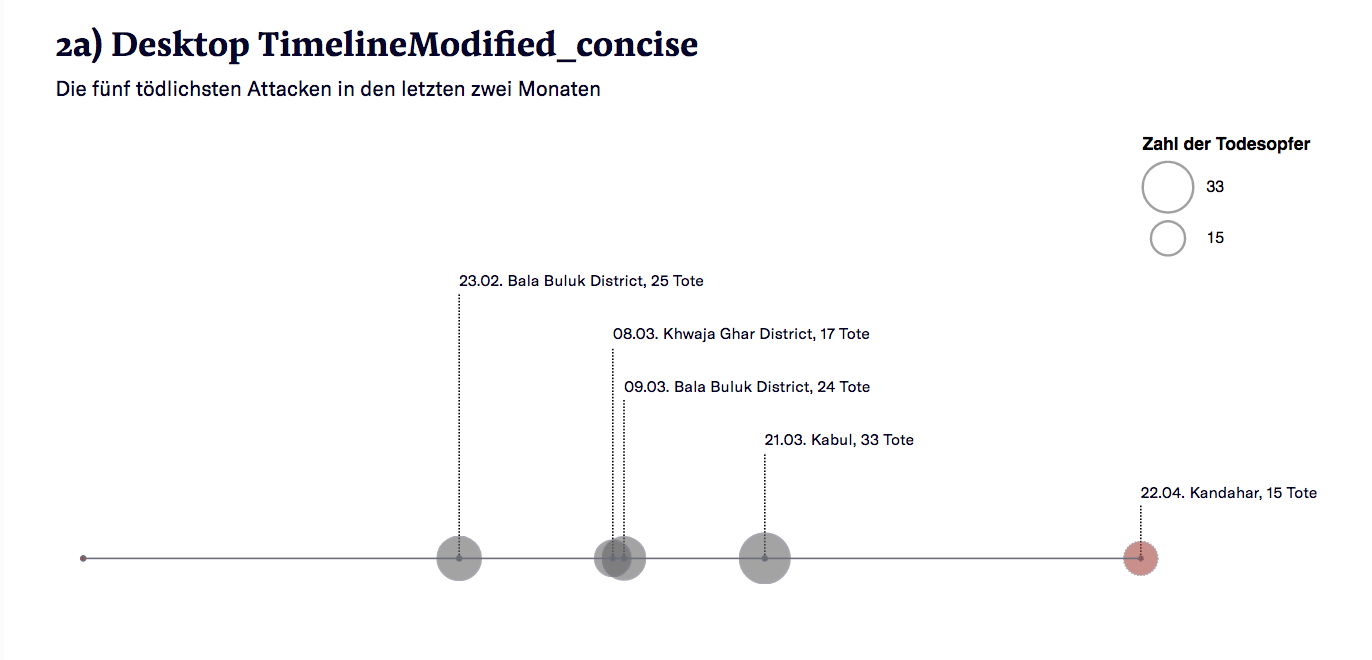 2a) Desktop TimelineModified_concise
Die fünf tödlichsten Attacken in den letzten zwei Monaten
Zahl der Todesopfer
33
15
23.02. Bala Buluk District, 25 Tote
08.03. Khwaja Ghar District, 17 Tote
09.03. Bala Buluk District, 24 Tote
21.03. Kabul, 33 Tote
22.04. Kandahar, 15 Tote